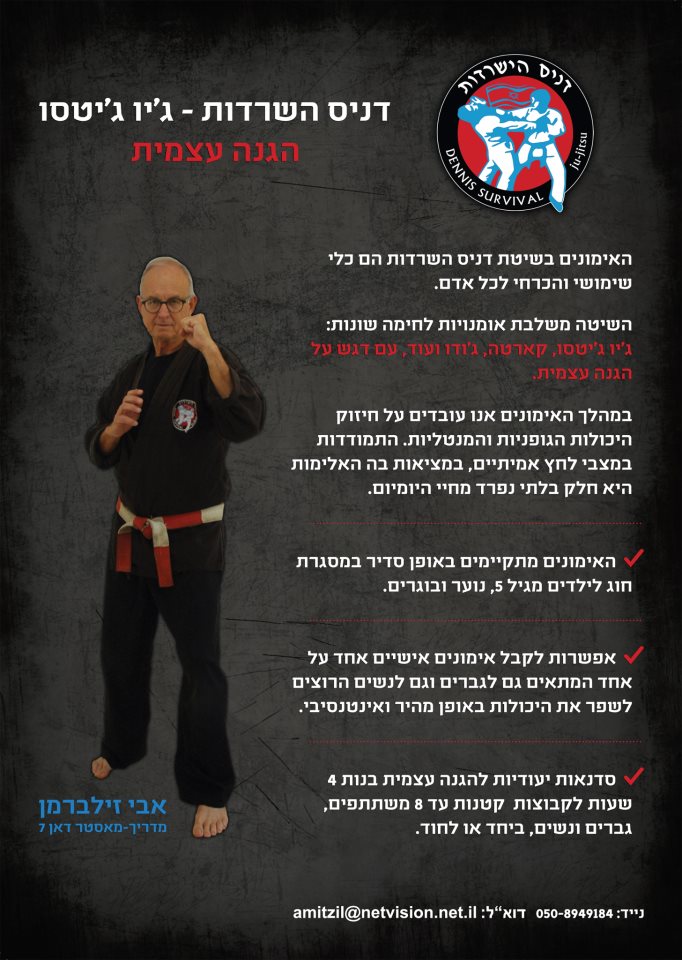 דניס הישרדות
DENNIS SURVIVAL
ju-jitsu
דניס השרדות - ג'יו ג'יטסו
הגנה עצמית
האימונים בשיטת דניס השרדות הם כלי
שימושי והכרחי לכל אדם.
השיטה משלבת אומנויות לחימה שונות:
ג'יו ג'יטסו, קארטה, ג'ודו ועוד, עם דגש על
הגנה עצמית.
במהלך האימונים אנו עובדים על חיזוק
היכולות הגופניות והמנטליות. התמודדות
במצבי לחץ אמיתיים, במציאות בה האלימות
היא חלק בלתי נפרד מחיי היומיום.
האימונים מתקיימים באופן סדיר במסגרת
חוג לילדים מגיל 5, נוער ובוגרים.
אפשרות לקבל אימונים אישיים אחד על
אחד המתאים גם לגברים וגם לנשים הרוצים
לשפר את היכולות באופן מהיר ואינטנסיבי.
סדנאות יעודיות להגנה עצמית בנות 4
שעות לקבוצות קטנות עד 8 משתתפים,
גברים ונשים, ביחד או לחוד.
אבי זילברמן
מדריך-מאסטר דאן 7
נייד: 050-8949184 דוא"ל: amitzil@netvision.net.il